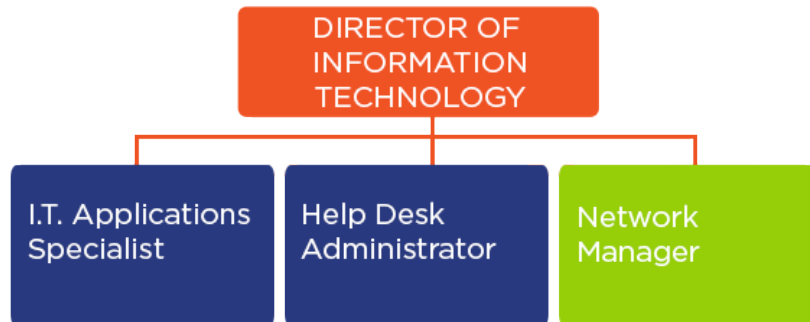 DIRECTOR OF
INFORMATION
TECHNOLOGY
I.T. Applications
Specialist
Help Desk
Administrator
Network
Manager